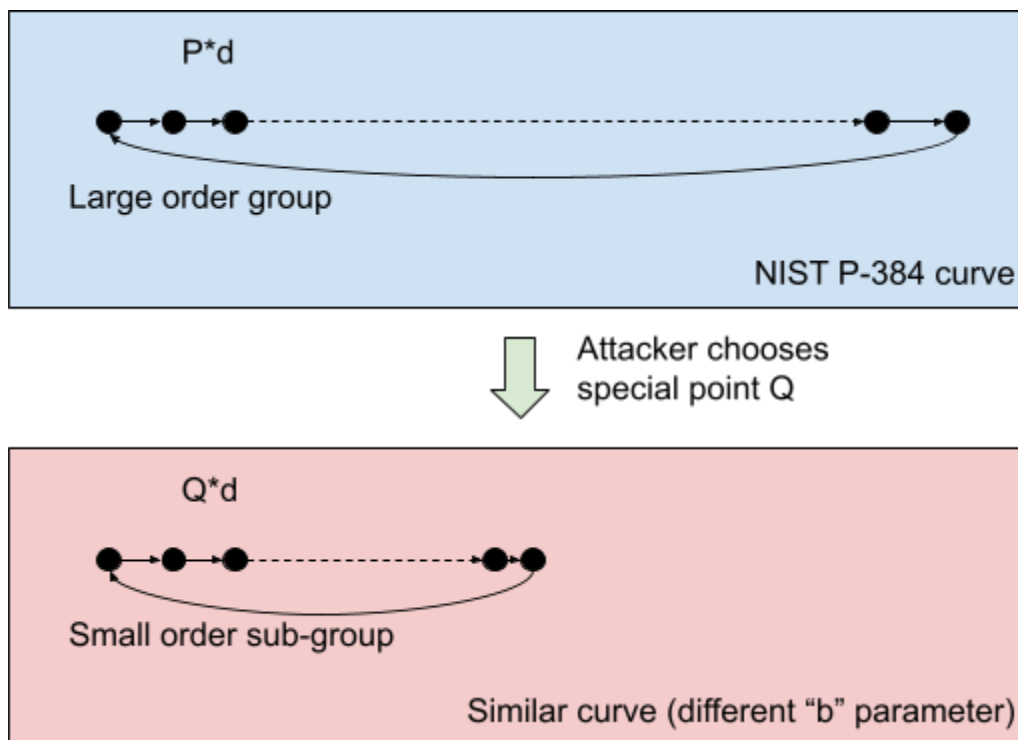 P*d
Large order group
NIST P-384 curve
Attacker chooses
special point Q
Q*d
Small order sub-group
Similar curve (different “b” parameter)